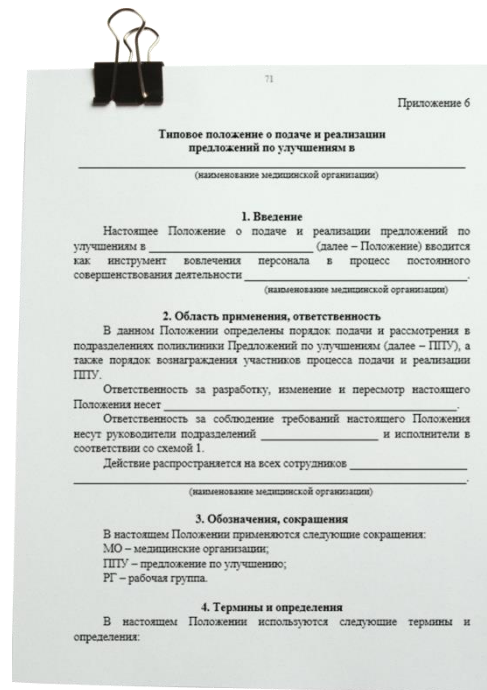 71
Приложение 6
Типовое положение о подаче и реализации
предложений по улучшениям в
(наименование медицинской организации)
1. Введение
Настоящее Положение о подаче и реализации предложений по
улучшениям в ____________ (далее – Положение) вводится
как инструмент вовлечения персонала в процесс постоянного
совершенствования деятельности ____________.
(наименование медицинской организации)
2. Область применения, ответственность
В данном Положении определены порядок подачи и рассмотрения в
подразделениях поликлиники Предложений по улучшениям (далее – ППУ), а
также порядок вознаграждения участников процесса подачи и реализации
ППУ.
Ответственность за разработку, изменение и пересмотр настоящего
Положения несет ____________.
Ответственность за соблюдение требований настоящего Положения
несут руководители подразделений ____________ и исполнители в
соответствии со схемой 1.
Действие распространяется на всех сотрудников ____________
____________.
(наименование медицинской организации)
3. Обозначения, сокращения
В настоящем Положении применяются следующие сокращения:
МО – медицинские организации;
ППУ – предложение по улучшению;
РГ – рабочая группа.
4. Термины и определения
В настоящем Положении используются следующие термины и
определения: